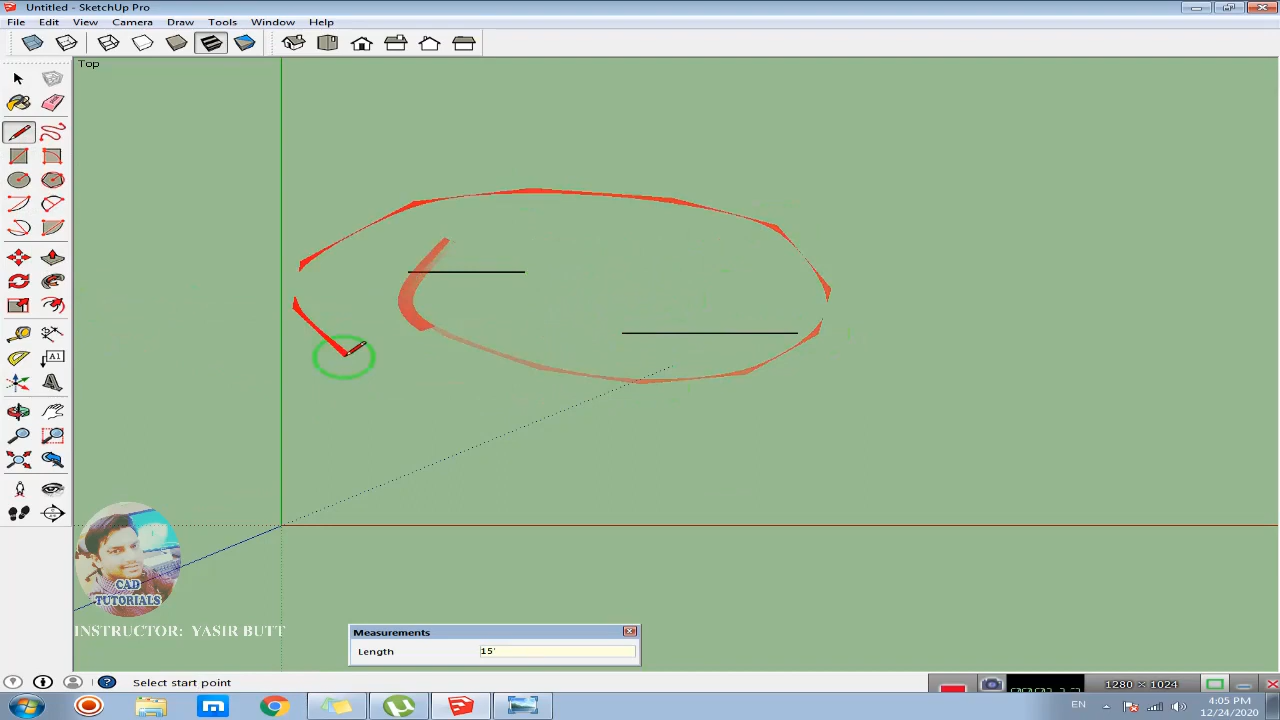 Untitled - SketchUp Pro
File Edit View Camera Draw Tools Window Help
Top
A1
CAD
TUTORIALS
INSTRUCTOR: YASIR BUTT
Measurements
Length 15'
Select start point
1280 × 1024
EN 4:05 PM
12/24/2020